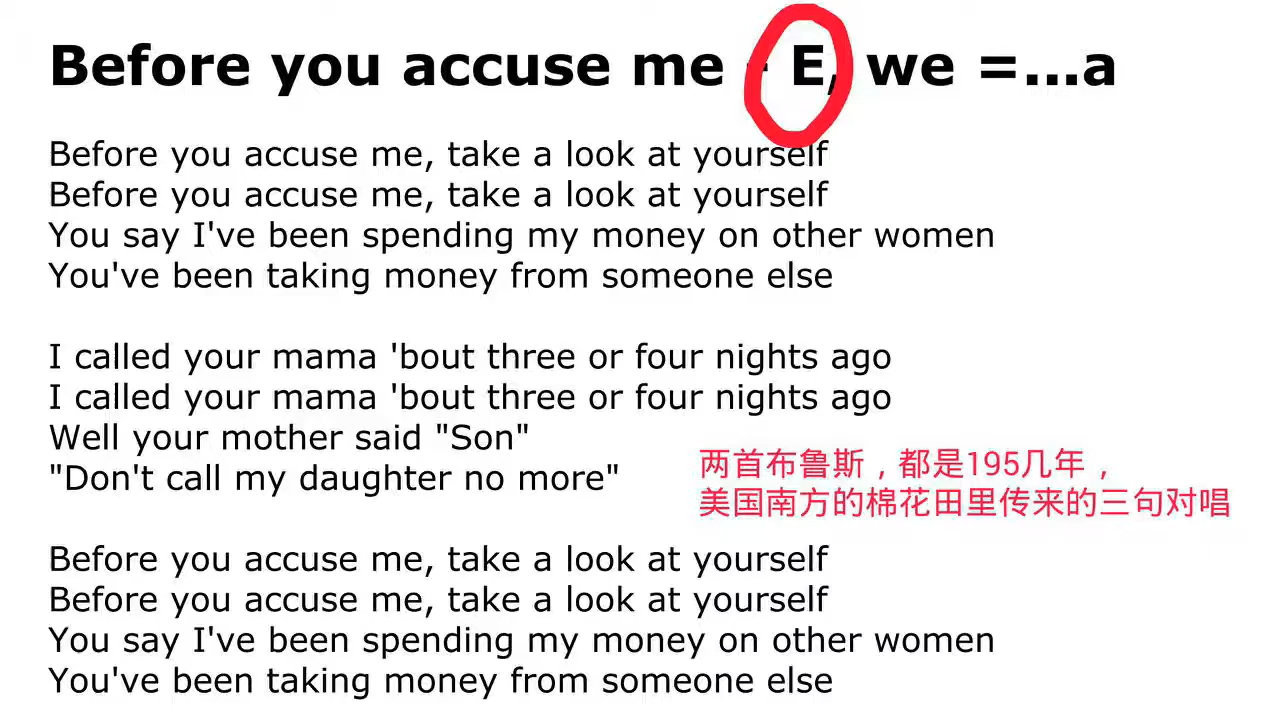 Before you accuse me - E, we =...a
Before you accuse me, take a look at yourself
Before you accuse me, take a look at yourself
You say I've been spending my money on other women
You've been taking money from someone else
I called your mama 'bout three or four nights ago
I called your mama 'bout three or four nights ago
Well your mother said "Son"
"Don't call my daughter no more"
两首布鲁斯，都是195几年，
美国南方的棉花田里传来的三句对唱
Before you accuse me, take a look at yourself
Before you accuse me, take a look at yourself
You say I've been spending my money on other women
You've been taking money from someone else